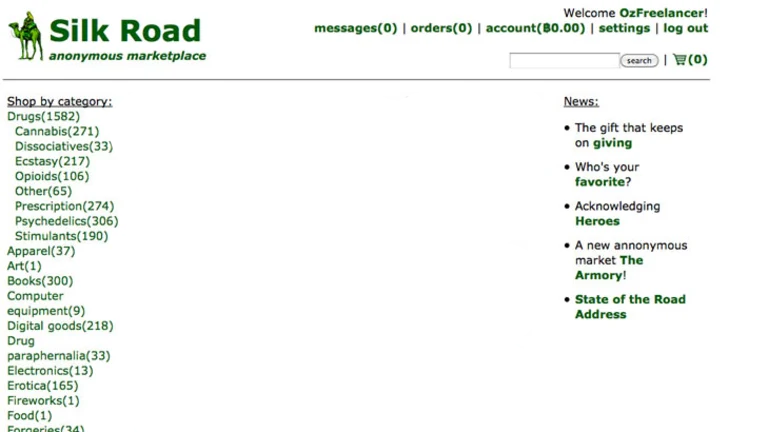 Silk Road
anonymous marketplace
Welcome OzFreelancer!
messages(0) | orders(0) | account(฿0.00) | settings | log out
search | (0)
Shop by category:
Drugs(1582)
Cannabis(271)
Dissociatives(33)
Ecstasy(217)
Opioids(106)
Other(65)
Prescription(274)
Psychedelics(306)
Stimulants(190)
Apparel(37)
Art(1)
Books(300)
Computer
equipment(9)
Digital goods(218)
Drug
paraphernalia(33)
Electronics(13)
Erotica(165)
Fireworks(1)
Food(1)
Forgeries(34)
News:
• The gift that keeps
on giving
• Who's your
favorite?
• Acknowledging
Heroes
• A new annonymous
market The
Armory!
• State of the Road
Address